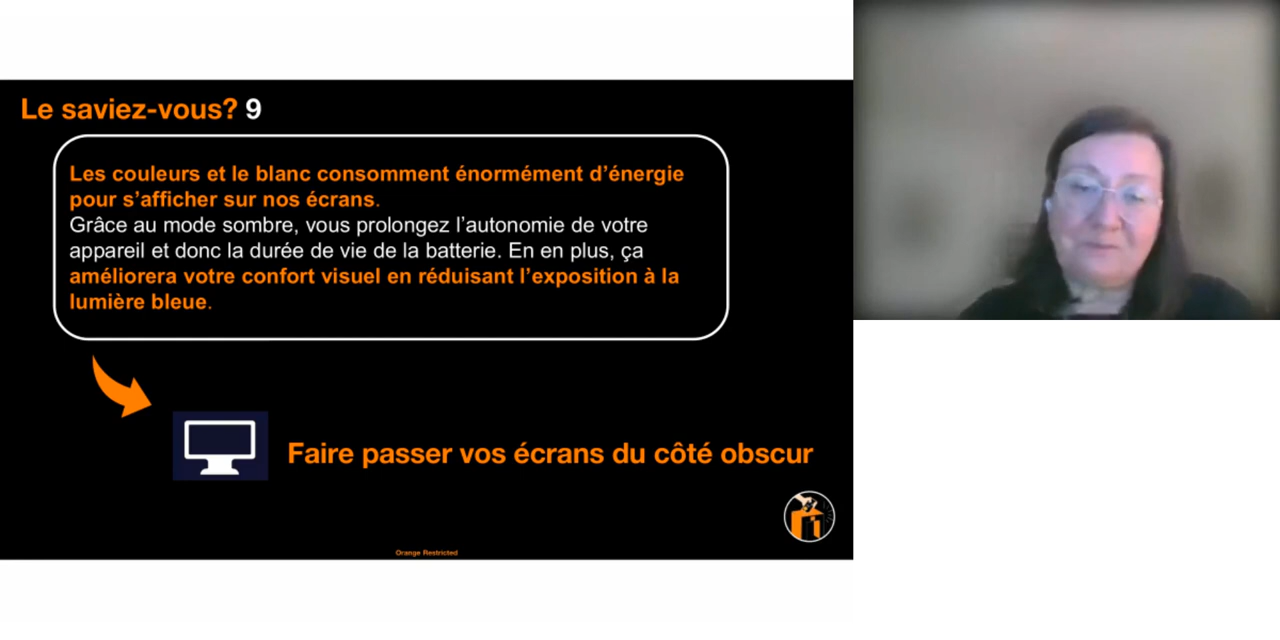 Le saviez-vous? 9
Les couleurs et le blanc consomment énormément d’énergie
pour s’afficher sur nos écrans.
Grâce au mode sombre, vous prolongez l’autonomie de votre
appareil et donc la durée de vie de la batterie. En en plus, ça
améliorera votre confort visuel en réduisant l’exposition à la
lumière bleue.
Faire passer vos écrans du côté obscur
Orange Restricted